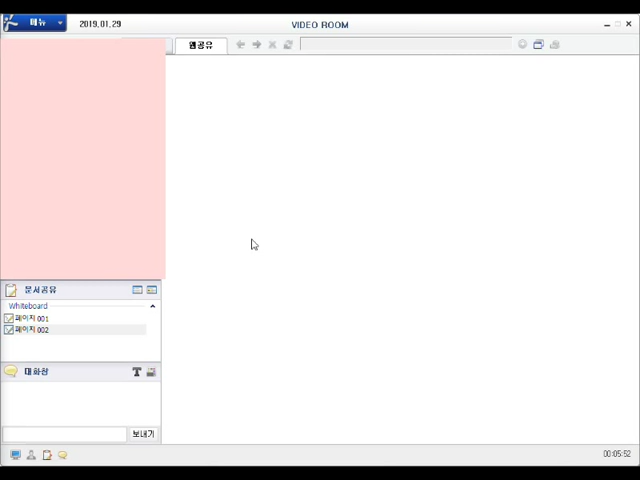 메뉴
2019.01.29
VIDEO ROOM
웹공유
문서공유
Whiteboard
페이지 001
페이지 002
대화창
T
보내기
00:05:52